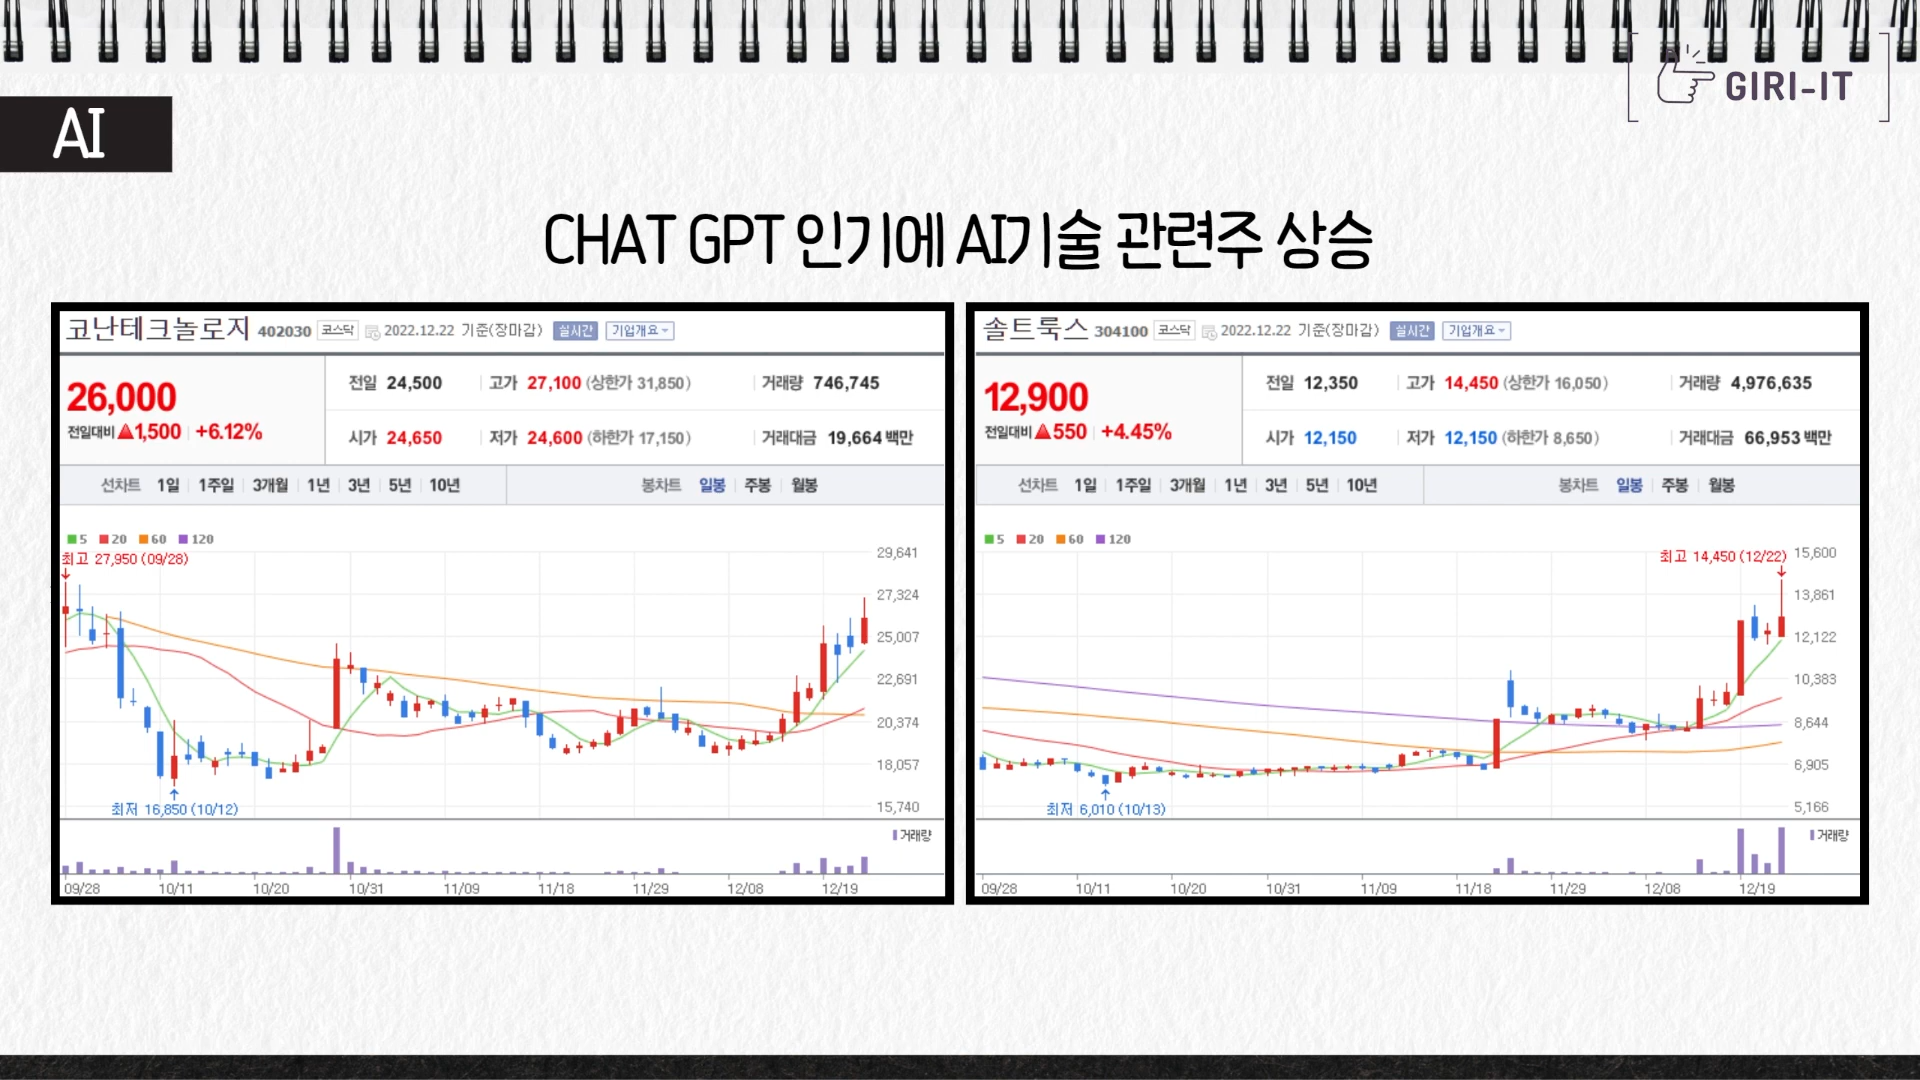 GIRI-IT
AI
CHAT GPT 인기에 AI기술 관련주 상승
코난테크놀로지 402030 코스닥 2022.12.22 기준(장마감) 실시간 기업개요
26,000
전일대비 ▲1,500 +6.12%
전일 24,500 고가 27,100 (상한가 31,850) 거래량 746,745
시가 24,650 저가 24,600 (하한가 17,150) 거래대금 19,664 백만
선차트 1일 1주일 3개월 1년 3년 5년 10년 봉차트 일봉 주봉 월봉
5 20 60 120
최고 27,950 (09/28)
29,641
27,324
25,007
22,691
20,374
18,057
15,740
최저 16,850 (10/12)
거래량
09/28 10/11 10/20 10/31 11/09 11/18 11/29 12/08 12/19
솔트룩스 304100 코스닥 2022.12.22 기준(장마감) 실시간 기업개요
12,900
전일대비 ▲550 +4.45%
전일 12,350 고가 14,450 (상한가 16,050) 거래량 4,976,635
시가 12,150 저가 12,150 (하한가 8,650) 거래대금 66,953 백만
선차트 1일 1주일 3개월 1년 3년 5년 10년 봉차트 일봉 주봉 월봉
5 20 60 120
최고 14,450 (12/22)
15,600
13,861
12,122
10,383
8,644
6,905
5,166
최저 6,010 (10/13)
거래량
09/28 10/11 10/20 10/31 11/09 11/18 11/29 12/08 12/19